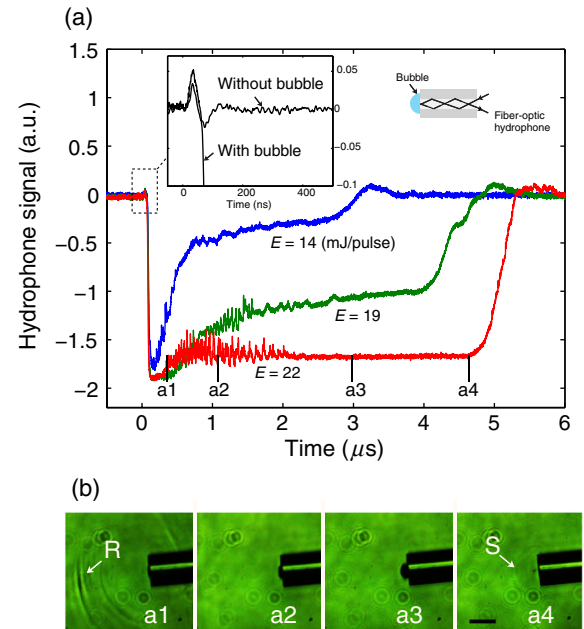 (a)
1.5
1
0.5
0
−0.5
−1
−1.5
−2
Hydrophone signal (a.u.)
0.05
0
-0.05
-0.1
Without bubble
With bubble
0
200
400
Time (ns)
Bubble
Fiber-optic
hydrophone
E = 14 (mJ/pulse)
E = 19
E = 22
a1
a2
a3
a4
0
1
2
3
4
5
6
Time (μs)
(b)
R
S
a1
a2
a3
a4